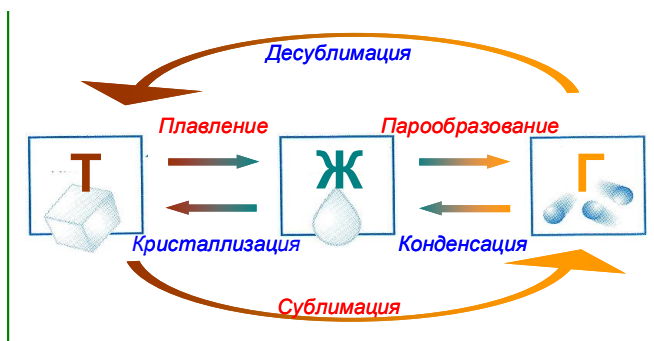 Десублимация
Плавление
Парообразование
Т
Ж
Г
Кристаллизация
Конденсация
Сублимация